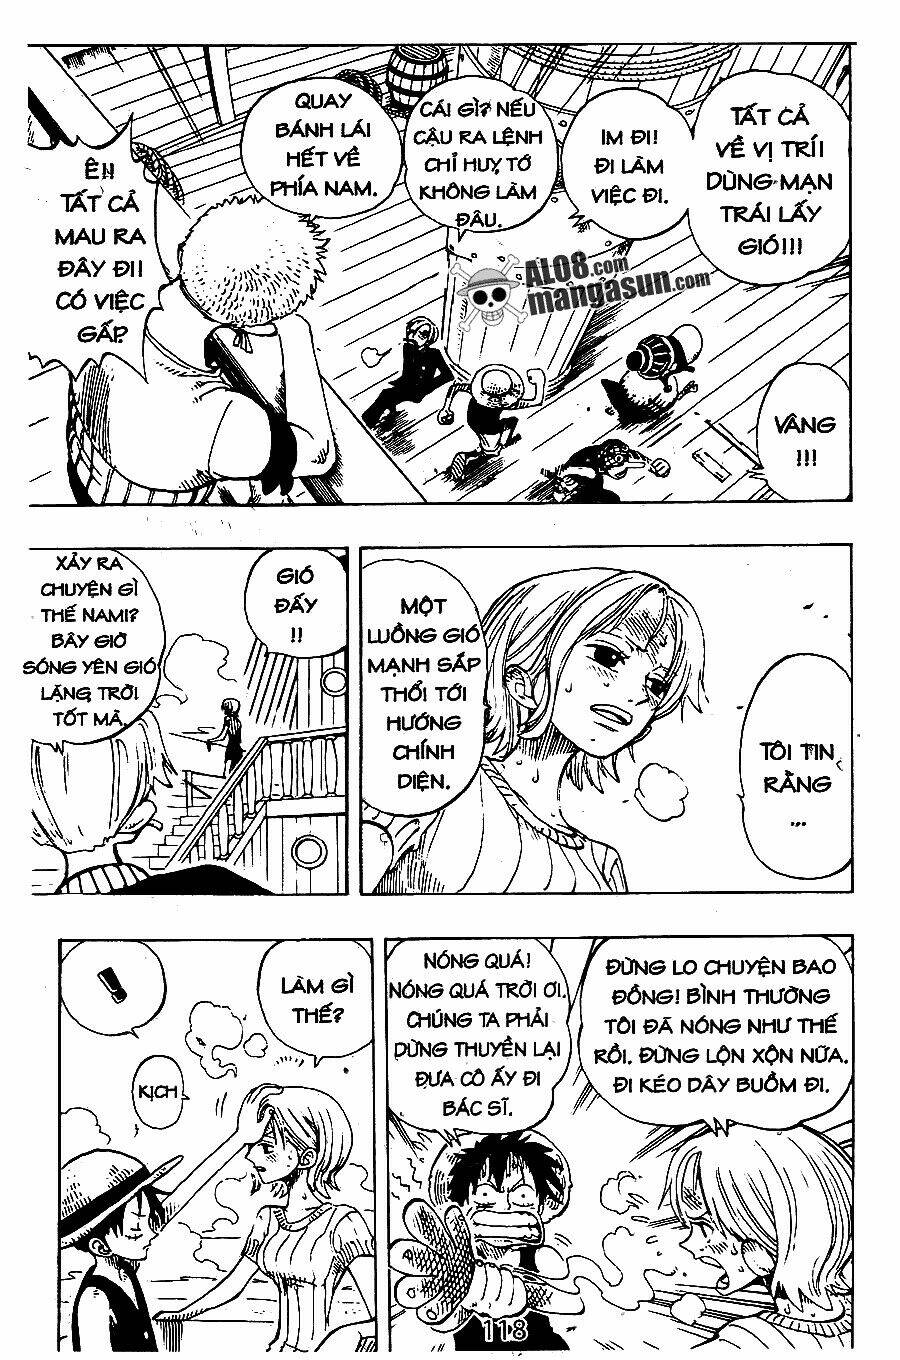 TẤT CẢ
VỀ VỊ TRÍ!
DÙNG MẠN
TRÁI LẤY
GIÓ!!!
IM ĐI!
ĐI LÀM
VIỆC ĐI.
CÁI GÌ? NẾU
CẬU RA LỆNH
CHỈ HUY, TỚ
KHÔNG LÀM
ĐÂU.
QUAY
BÁNH LÁI
HẾT VỀ
PHÍA NAM.
ÊN
TẤT CẢ
MAU RA
ĐÂY ĐI!
CÓ VIỆC
GẤP.
AL08.com
mangasun.com
VÂNG
!!!
TÔI TIN
RẰNG
...
MỘT
LUỒNG GIÓ
MẠNH SẮP
THỔI TỚI
HƯỚNG
CHÍNH
DIỆN.
GIÓ
ĐẤY
!!
XẢY RA
CHUYỆN GÌ
THẾ NAMI?
BÂY GIỜ
SÓNG YÊN GIÓ
LẶNG, TRỜI
TỐT MÀ.
ĐỪNG LO CHUYỆN BAO
ĐỒNG! BÌNH THƯỜNG
TÔI ĐÃ NÓNG NHƯ THẾ
RỒI. ĐỪNG LỘN XỘN NỮA.
ĐI KÉO DÂY BUỒM ĐI.
NÓNG QUÁ!
NÓNG QUÁ TRỜI ƠI.
CHÚNG TA PHẢI
DỪNG THUYỀN LẠI
ĐƯA CÔ ẤY ĐI
BÁC SĨ.
LÀM GÌ
THẾ?
!
KỊCH
118